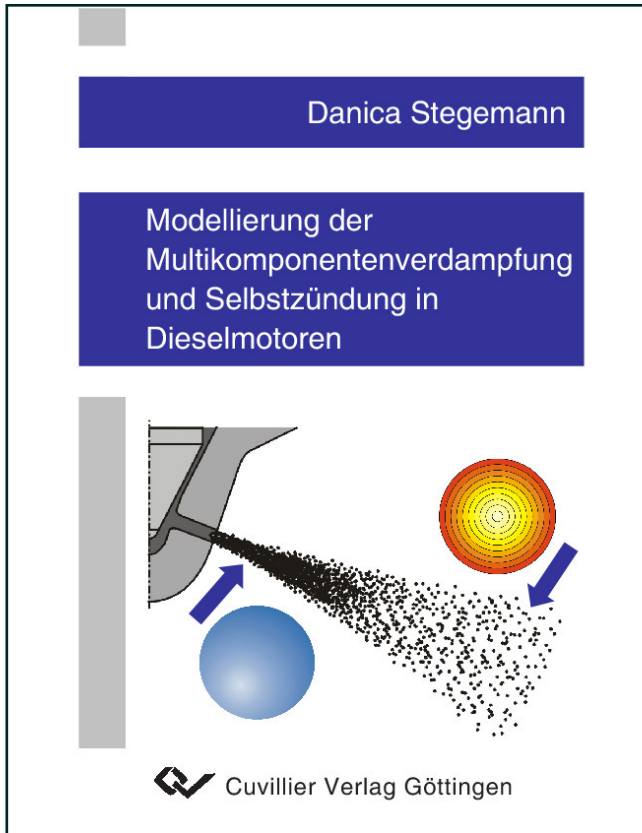 Danica Stegemann
Modellierung der
Multikomponentenverdampfung
und Selbstzündung in
Dieselmotoren
Cuvillier Verlag Göttingen